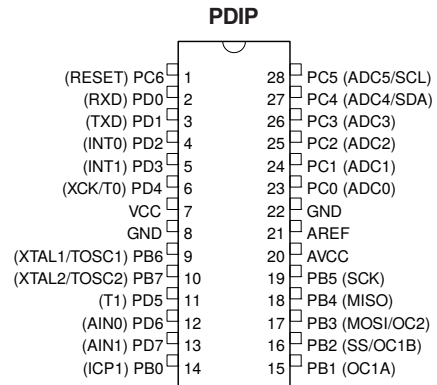 PDIP
(RESET) PC6 1 28 PC5 (ADC5/SCL)
(RXD) PD0 2 27 PC4 (ADC4/SDA)
(TXD) PD1 3 26 PC3 (ADC3)
(INT0) PD2 4 25 PC2 (ADC2)
(INT1) PD3 5 24 PC1 (ADC1)
(XCK/T0) PD4 6 23 PC0 (ADC0)
VCC 7 22 GND
GND 8 21 AREF
(XTAL1/TOSC1) PB6 9 20 AVCC
(XTAL2/TOSC2) PB7 10 19 PB5 (SCK)
(T1) PD5 11 18 PB4 (MISO)
(AIN0) PD6 12 17 PB3 (MOSI/OC2)
(AIN1) PD7 13 16 PB2 (SS/OC1B)
(ICP1) PB0 14 15 PB1 (OC1A)